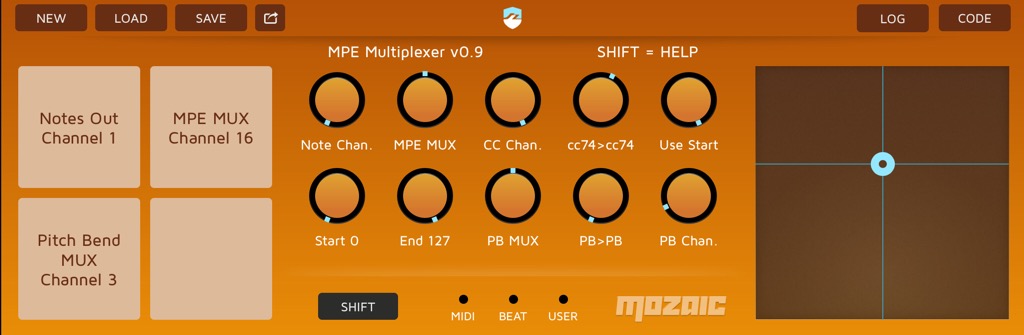 NEW
LOAD
SAVE
LOG
CODE
MPE Multiplexer v0.9
SHIFT = HELP
Notes Out
Channel 1
MPE MUX
Channel 16
Note Chan.
MPE MUX
CC Chan.
cc74>cc74
Use Start
Pitch Bend
MUX
Channel 3
Start 0
End 127
PB MUX
PB>PB
PB Chan.
SHIFT
MIDI
BEAT
USER
MOZAIC